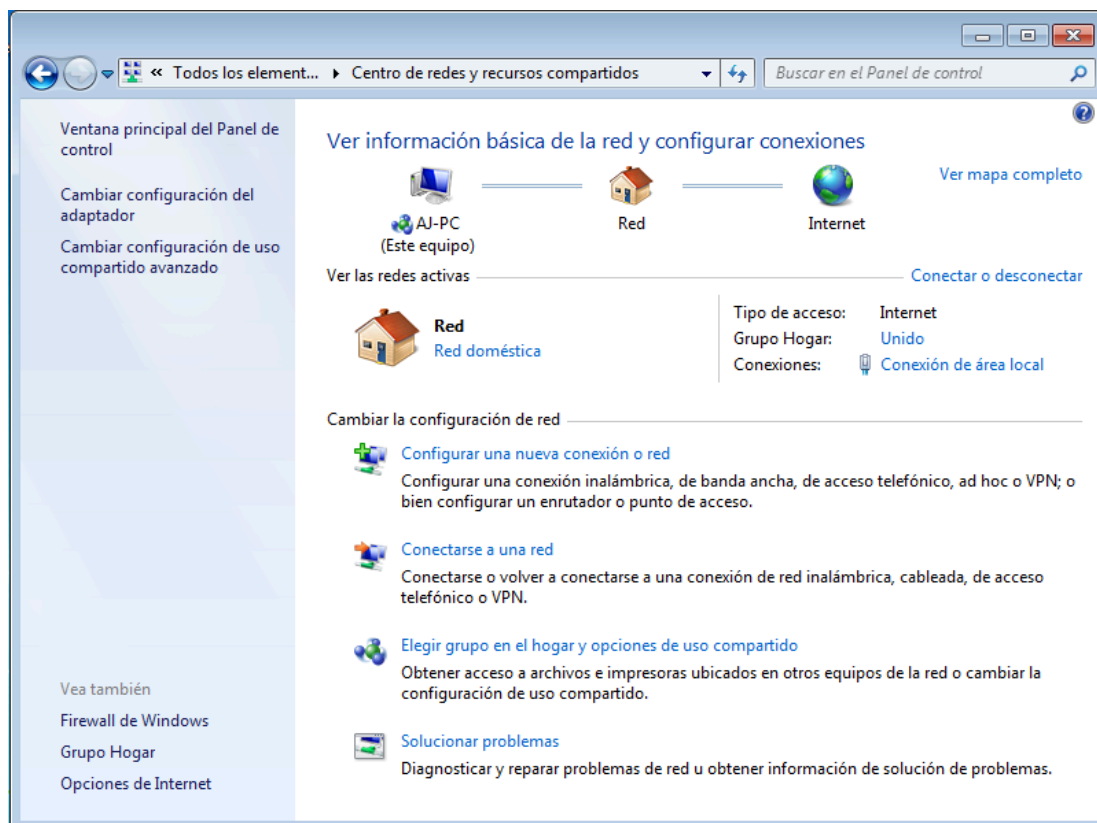 « Todos los element... Centro de redes y recursos compartidos Buscar en el Panel de control
Ventana principal del Panel de
control
Cambiar configuración del
adaptador
Cambiar configuración de uso
compartido avanzado
Vea también
Firewall de Windows
Grupo Hogar
Opciones de Internet
Ver información básica de la red y configurar conexiones
Ver mapa completo
AJ-PC
(Este equipo)
Red
Internet
Ver las redes activas Conectar o desconectar
Red
Red doméstica
Tipo de acceso: Internet
Grupo Hogar: Unido
Conexiones: Conexión de área local
Cambiar la configuración de red
Configurar una nueva conexión o red
Configurar una conexión inalámbrica, de banda ancha, de acceso telefónico, ad hoc o VPN; o
bien configurar un enrutador o punto de acceso.
Conectarse a una red
Conectarse o volver a conectarse a una conexión de red inalámbrica, cableada, de acceso
telefónico o VPN.
Elegir grupo en el hogar y opciones de uso compartido
Obtener acceso a archivos e impresoras ubicados en otros equipos de la red o cambiar la
configuración de uso compartido.
Solucionar problemas
Diagnosticar y reparar problemas de red u obtener información de solución de problemas.